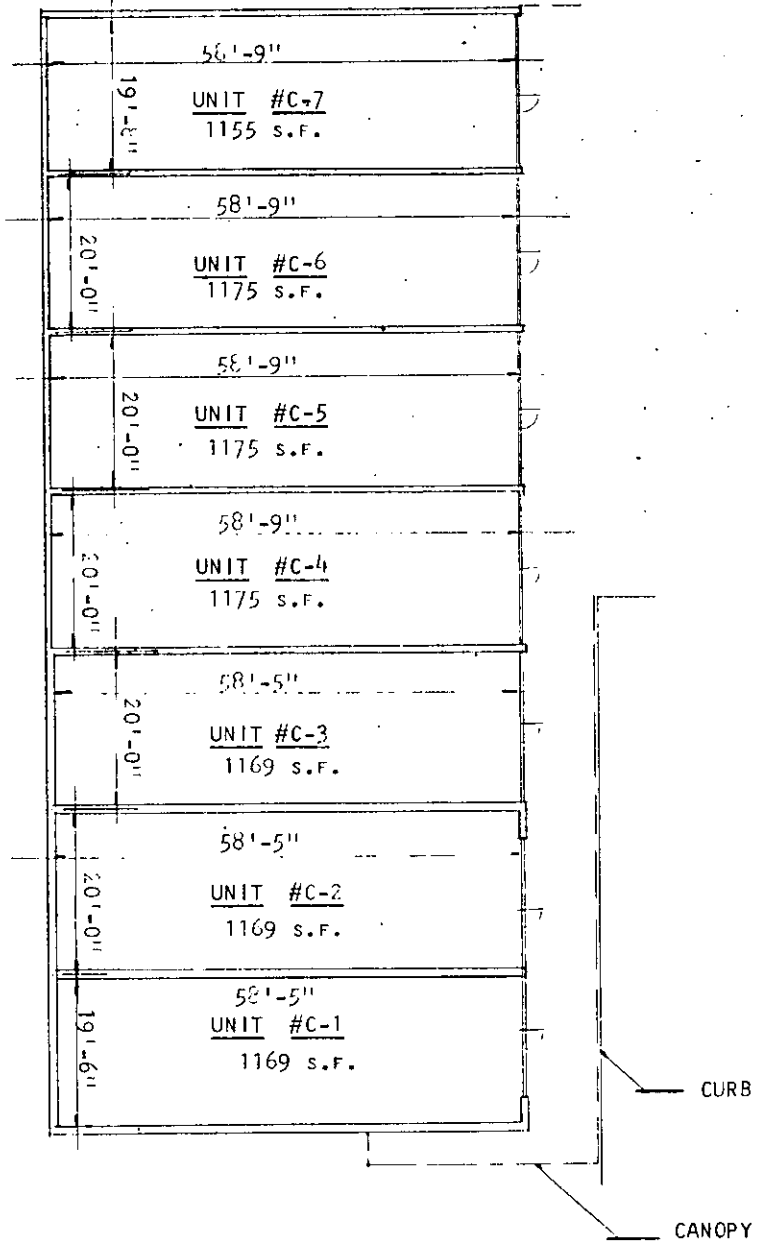 58'-9"
19'-8"
UNIT #C-7
1155 S.F.
58'-9"
20'-0"
UNIT #C-6
1175 S.F.
58'-9"
20'-0"
UNIT #C-5
1175 S.F.
58'-9"
20'-0"
UNIT #C-4
1175 S.F.
58'-5"
20'-0"
UNIT #C-3
1169 S.F.
58'-5"
20'-0"
UNIT #C-2
1169 S.F.
58'-5"
19'-6"
UNIT #C-1
1169 S.F.
CURB
CANOPY